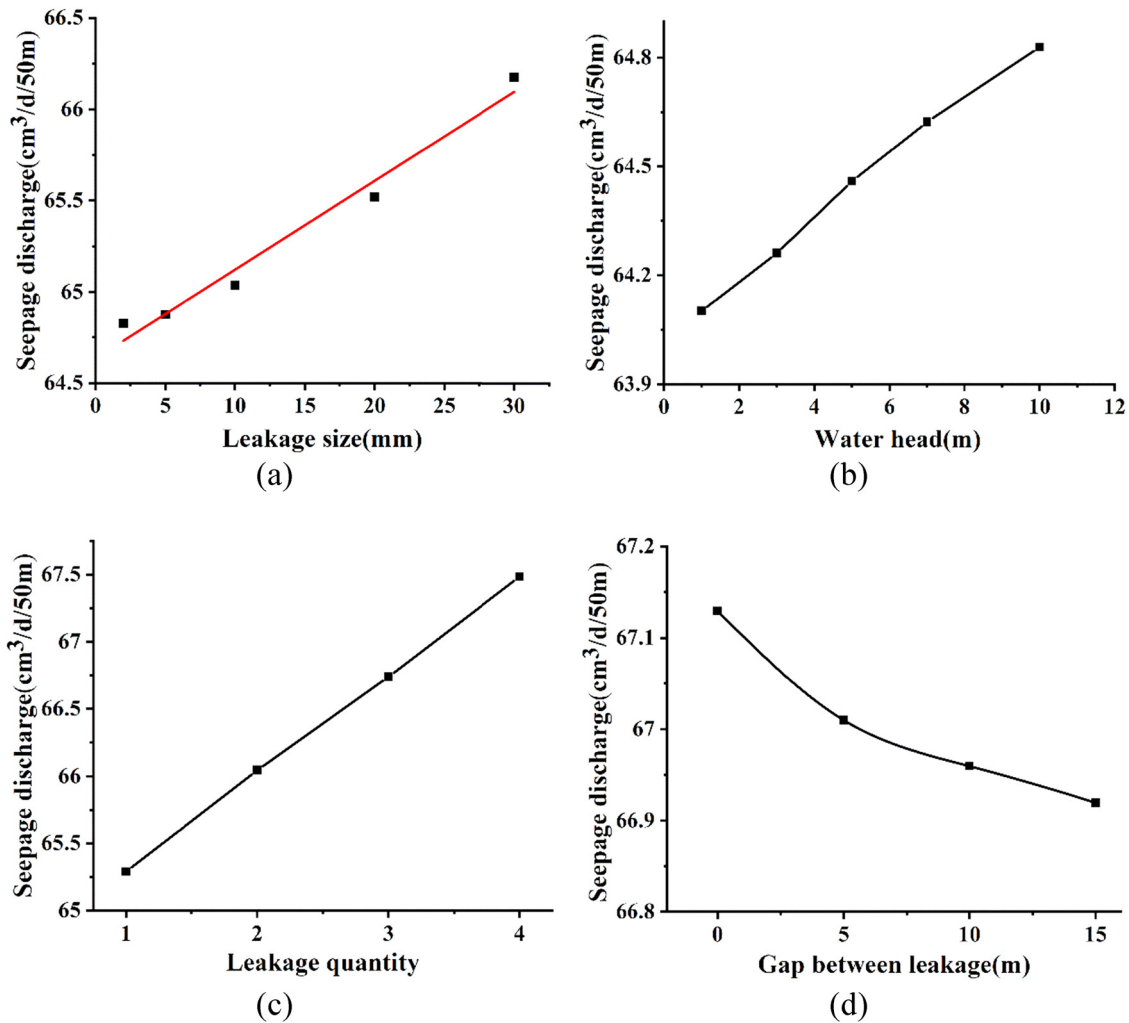 66.5
66
65.5
65
64.5
Seepage discharge(cm³/d/50m)
0 5 10 20 30
Leakage size(mm)
(a)
64.8
64.5
64.2
63.9
Seepage discharge(cm³/d/50m)
0 2 4 6 8 10 12
Water head(m)
(b)
67.5
67
66.5
66
65.5
65
Seepage discharge(cm³/d/50m)
1 2 3 4
Leakage quantity
(c)
67.2
67.1
67
66.9
66.8
Seepage discharge(cm³/d/50m)
0 5 10 15
Gap between leakage(m)
(d)